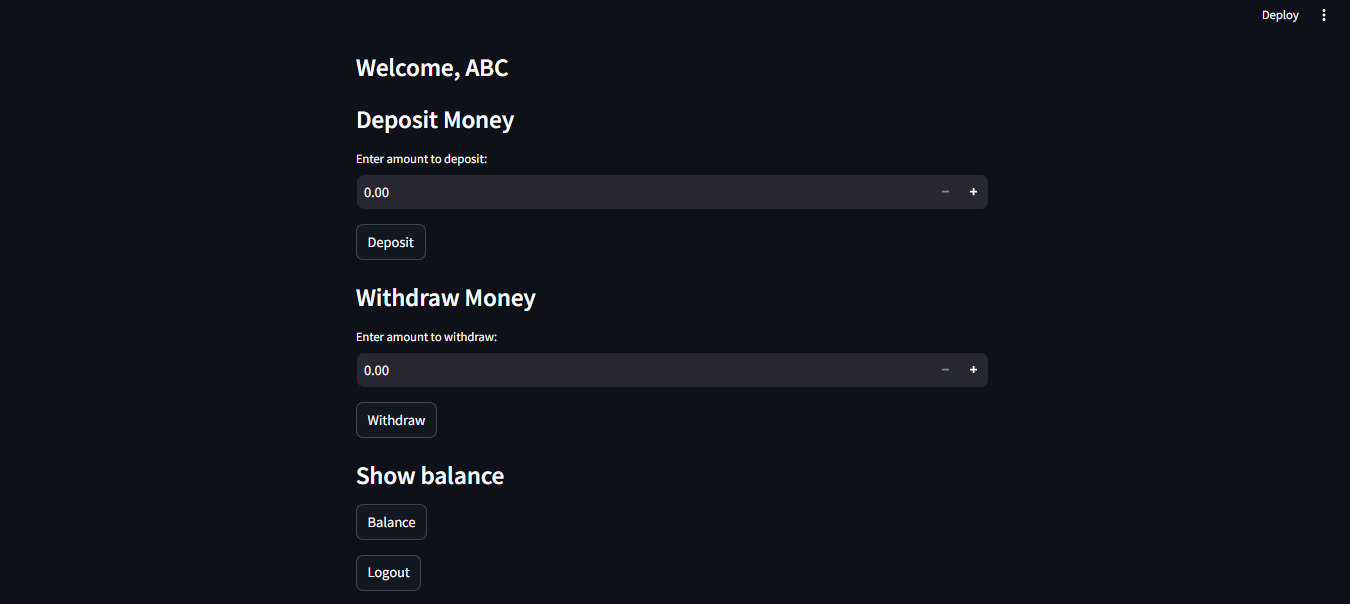 Deploy
Welcome, ABC
Deposit Money
Enter amount to deposit:
0.00
Deposit
Withdraw Money
Enter amount to withdraw:
0.00
Withdraw
Show balance
Balance
Logout